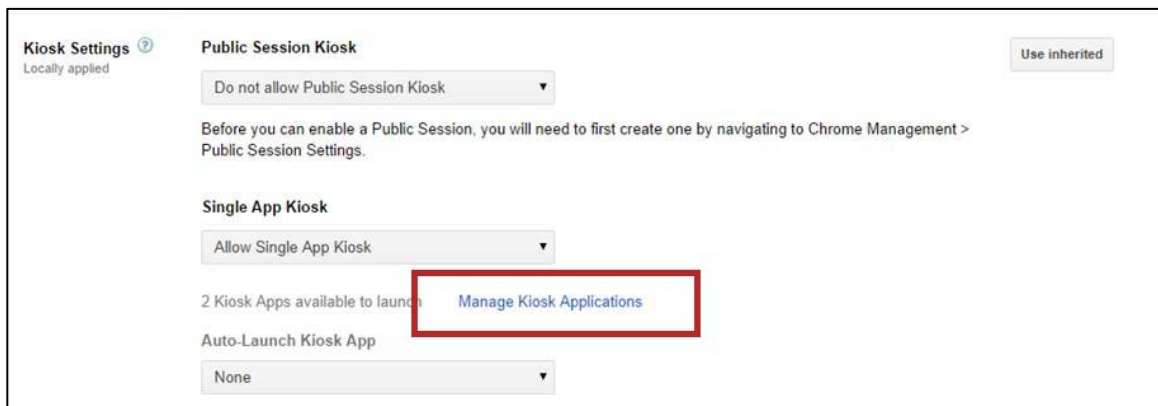 Kiosk Settings ?
Locally applied
Public Session Kiosk
Use inherited
Do not allow Public Session Kiosk
Before you can enable a Public Session, you will need to first create one by navigating to Chrome Management >
Public Session Settings.
Single App Kiosk
Allow Single App Kiosk
2 Kiosk Apps available to launch Manage Kiosk Applications
Auto-Launch Kiosk App
None